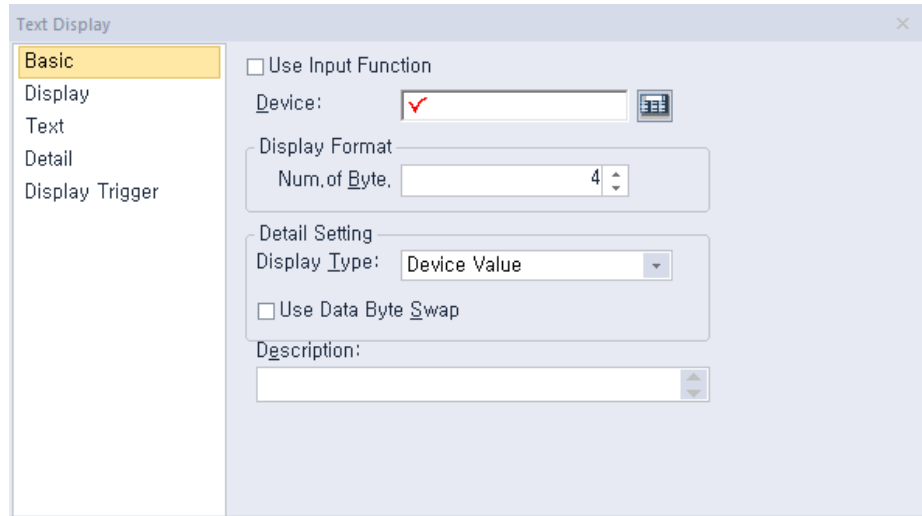 Text Display
Basic
Display
Text
Detail
Display Trigger
Use Input Function
Device:
Display Format
Num.of Byte. 4
Detail Setting
Display Type: Device Value
Use Data Byte Swap
Description: